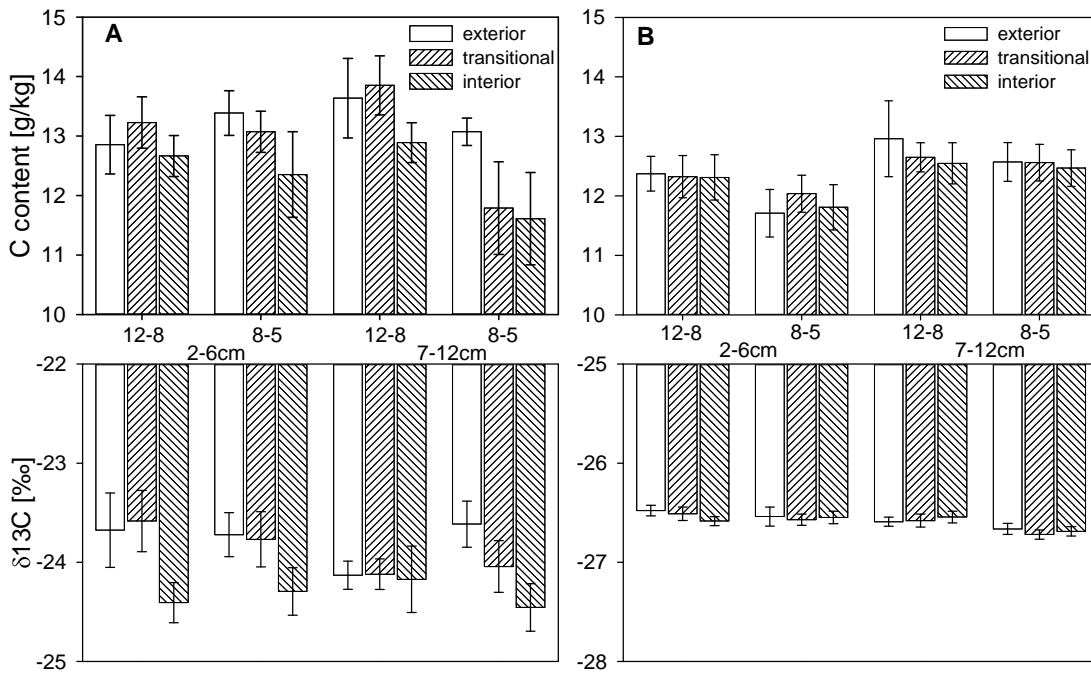 A
exterior
transitional
interior
C content [g/kg]
15
14
13
12
11
10
12-8
8-5
12-8
8-5
2-6cm
7-12cm
B
exterior
transitional
interior
15
14
13
12
11
10
12-8
8-5
12-8
8-5
2-6cm
7-12cm
δ13C [‰]
-22
-23
-24
-25
-25
-26
-27
-28